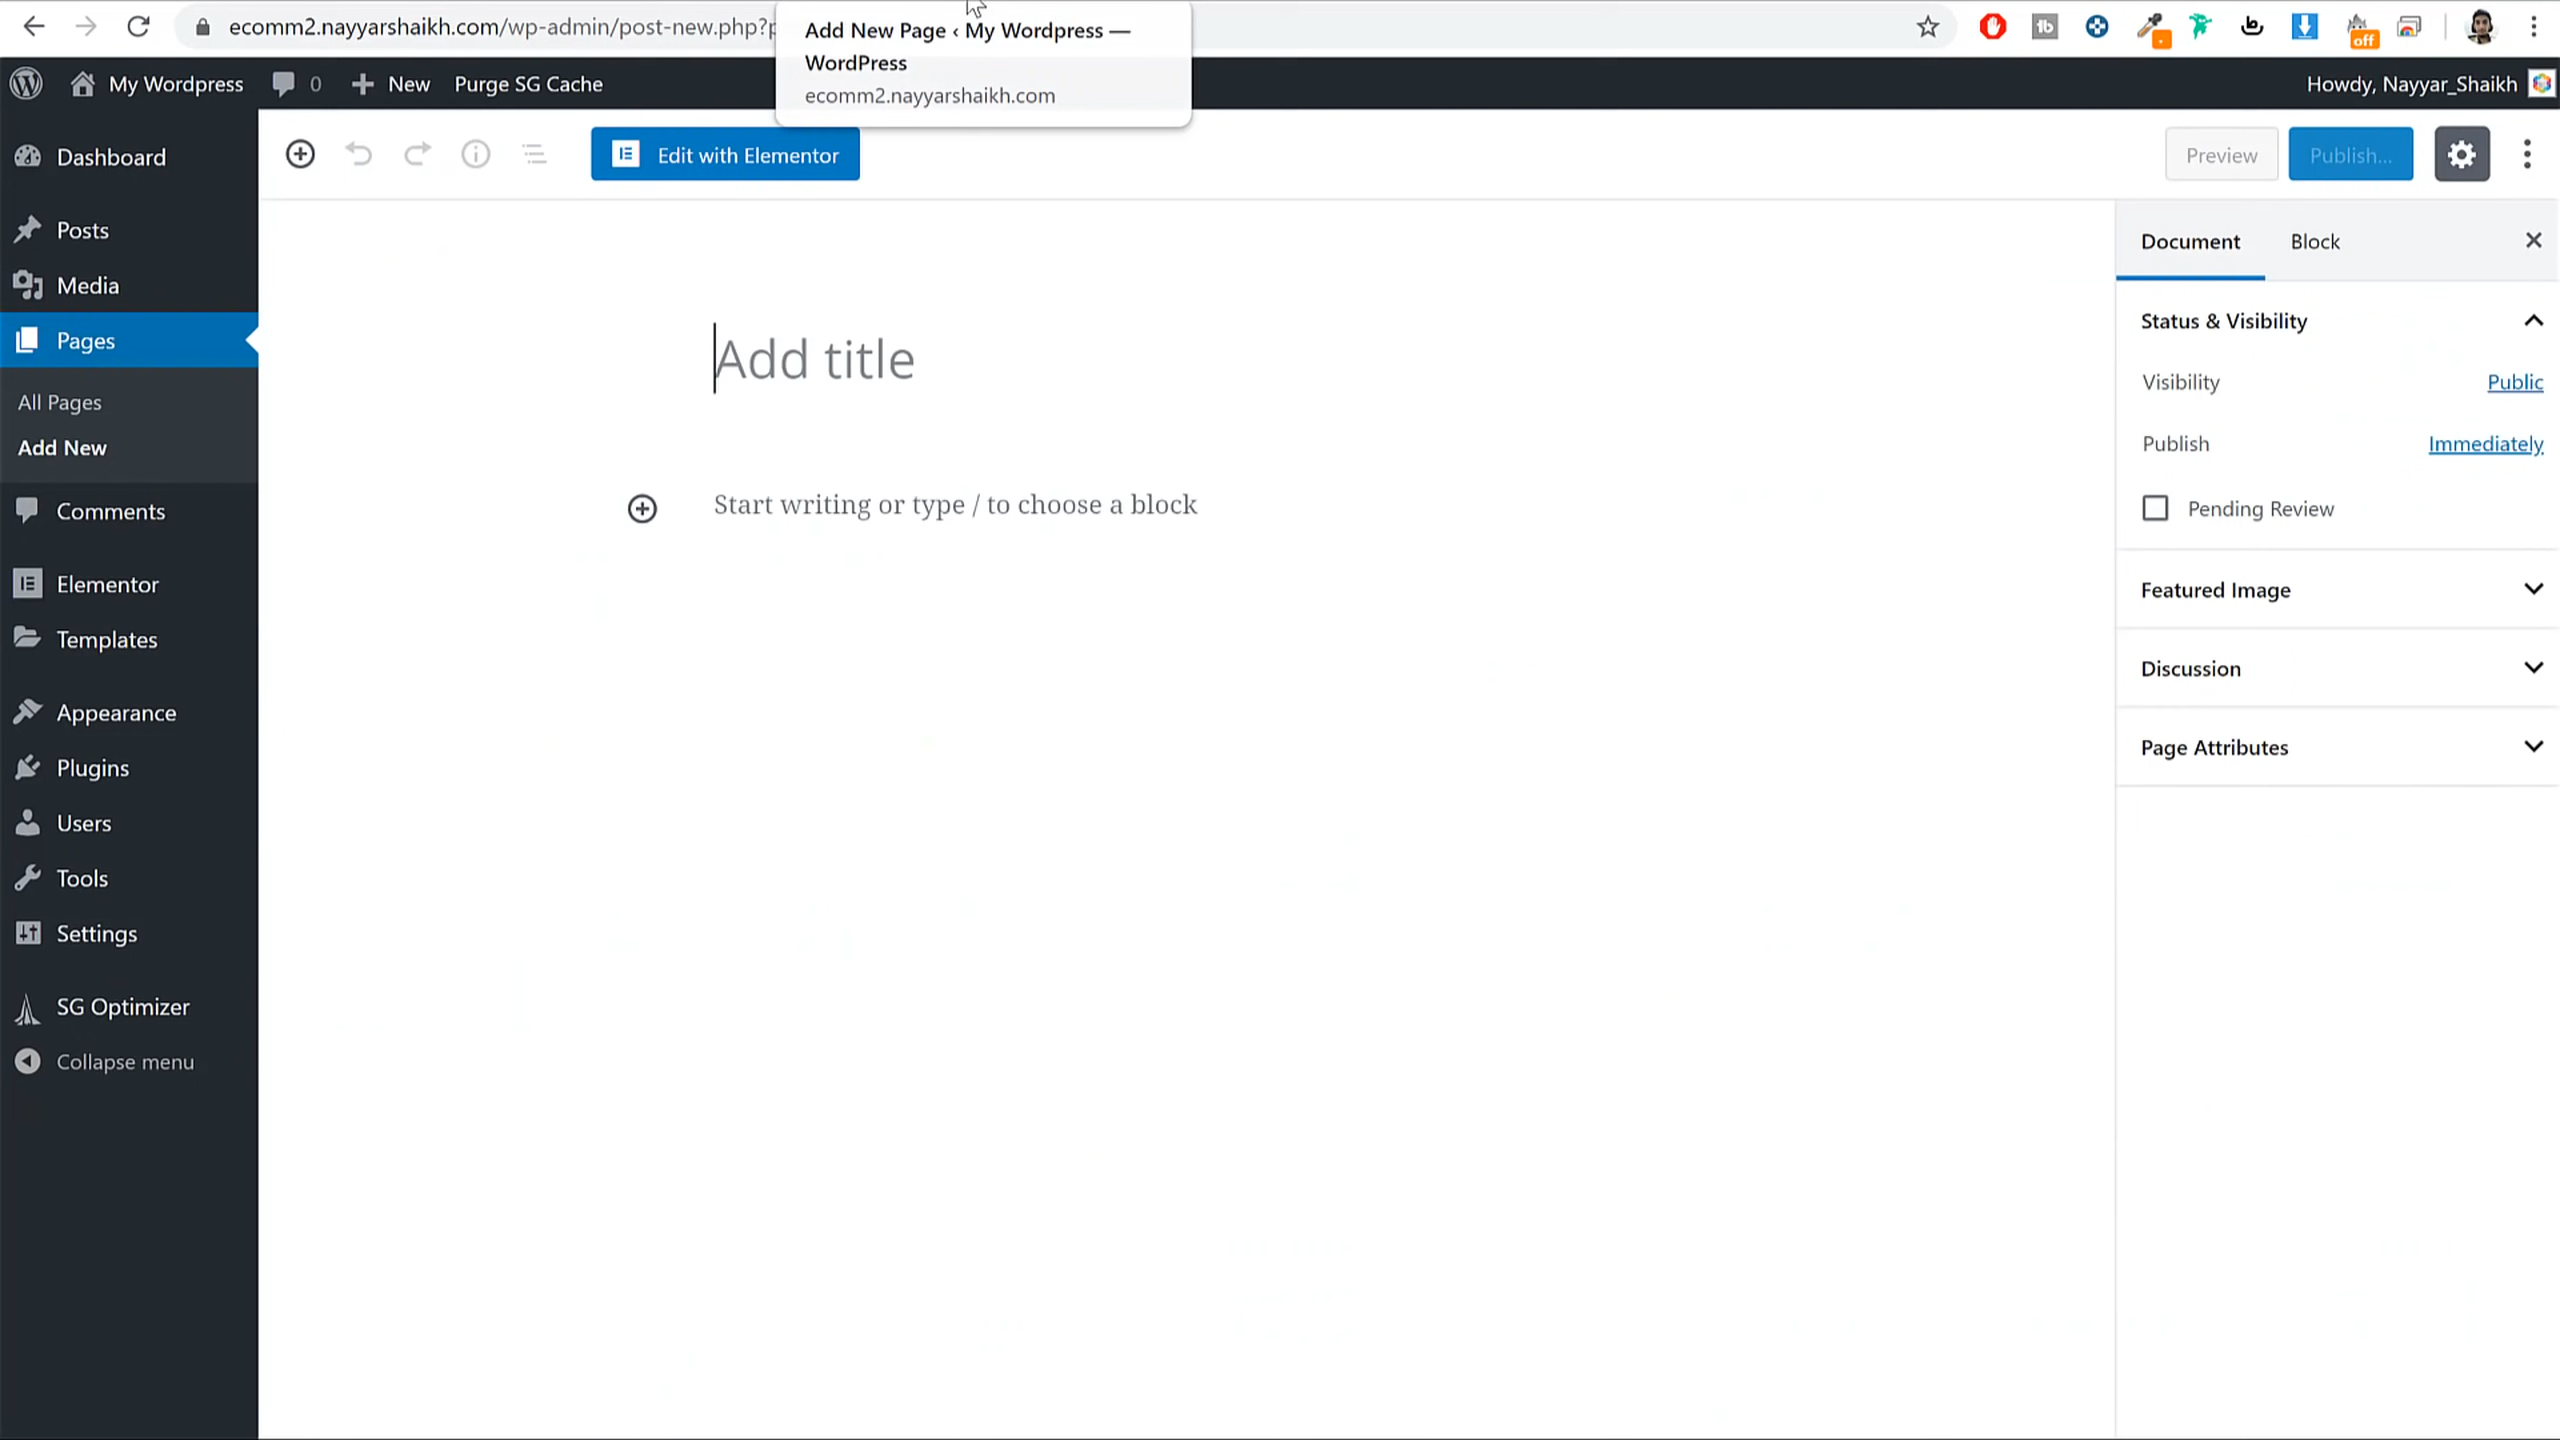 ecomm2.nayyarshaikh.com/wp-admin/post-new.php?p
Add New Page ‹ My Wordpress —
WordPress
ecomm2.nayyarshaikh.com
off
My Wordpress
0
New
Purge SG Cache
Howdy, Nayyar_Shaikh
Edit with Elementor
Preview
Publish...
Dashboard
Posts
Media
Pages
All Pages
Add New
Comments
Elementor
Templates
Appearance
Plugins
Users
Tools
Settings
SG Optimizer
Collapse menu
Add title
Start writing or type / to choose a block
Document
Block
Status & Visibility
Visibility
Public
Publish
Immediately
Pending Review
Featured Image
Discussion
Page Attributes